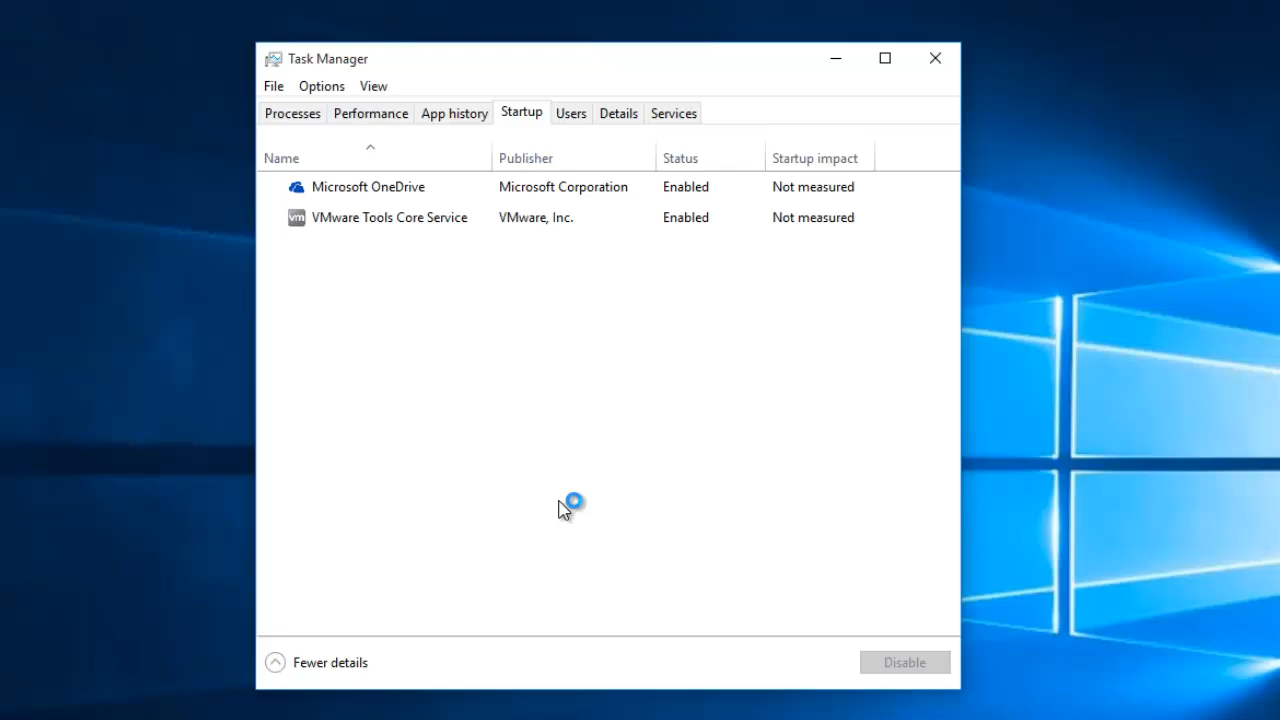 Task Manager
File Options View
Processes Performance App history Startup Users Details Services
Name Publisher Status Startup impact
Microsoft OneDrive Microsoft Corporation Enabled Not measured
vm VMware Tools Core Service VMware, Inc. Enabled Not measured
Fewer details Disable